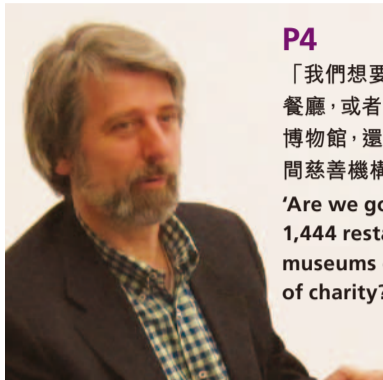 P4
「我們想要
餐廳，或者
博物館，還
間慈善機構
‘Are we go
1,444 resta
museums
of charity?